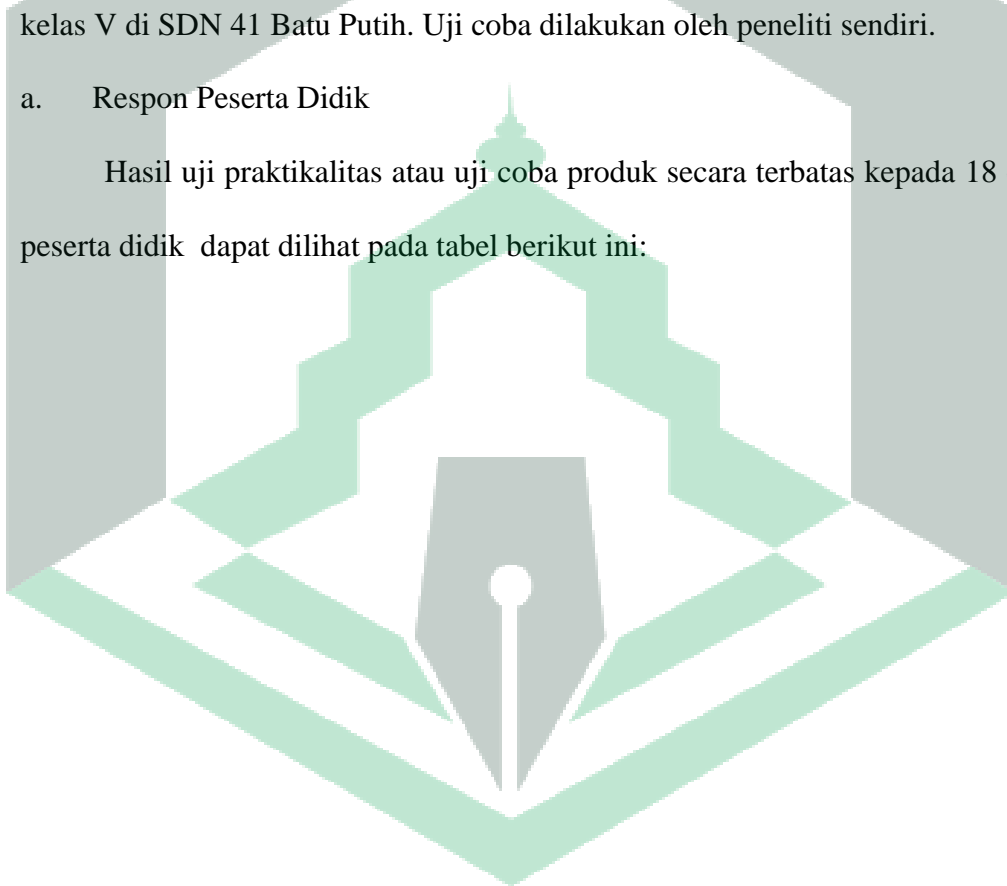 kelas V di SDN 41 Batu Putih. Uji coba dilakukan oleh peneliti sendiri.
a. Respon Peserta Didik
Hasil uji praktikalitas atau uji coba produk secara terbatas kepada 18
peserta didik dapat dilihat pada tabel berikut ini: